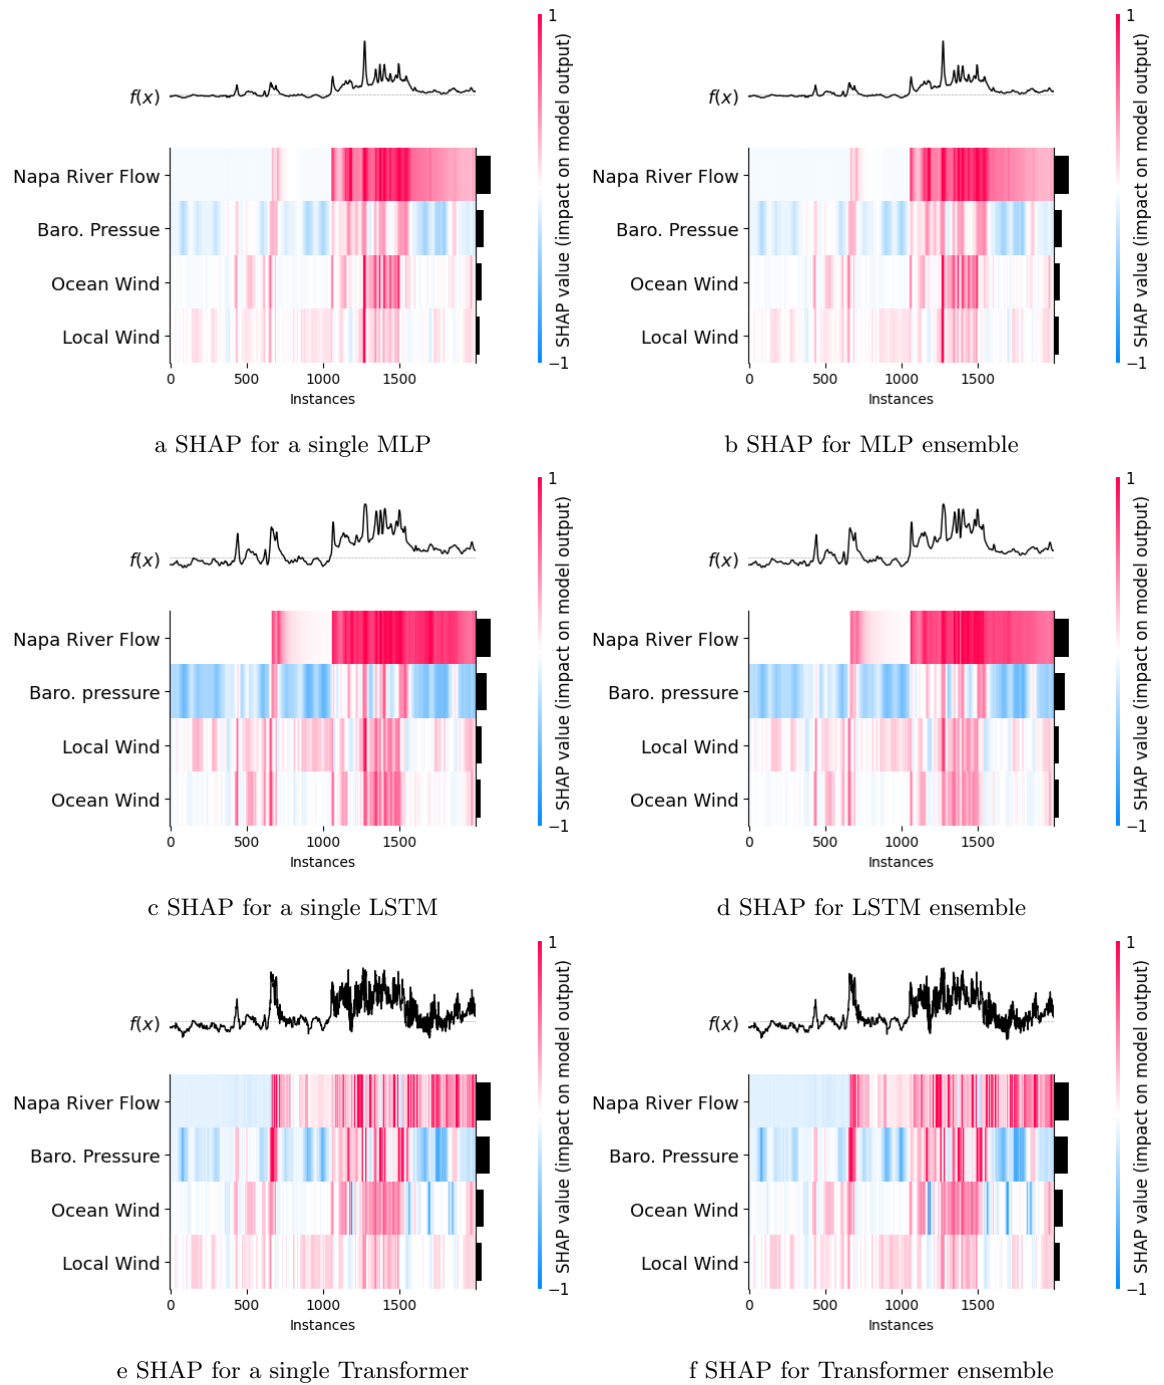 1
f(x)
Napa River Flow
Baro. Pressue
Ocean Wind
Local Wind
0 500 1000 1500
Instances
−1
SHAP value (impact on model output)
a SHAP for a single MLP
1
f(x)
Napa River Flow
Baro. Pressue
Ocean Wind
Local Wind
0 500 1000 1500
Instances
−1
SHAP value (impact on model output)
b SHAP for MLP ensemble
1
f(x)
Napa River Flow
Baro. pressure
Local Wind
Ocean Wind
0 500 1000 1500
Instances
−1
SHAP value (impact on model output)
c SHAP for a single LSTM
1
f(x)
Napa River Flow
Baro. pressure
Local Wind
Ocean Wind
0 500 1000 1500
Instances
−1
SHAP value (impact on model output)
d SHAP for LSTM ensemble
1
f(x)
Napa River Flow
Baro. Pressure
Ocean Wind
Local Wind
0 500 1000 1500
Instances
−1
SHAP value (impact on model output)
e SHAP for a single Transformer
1
f(x)
Napa River Flow
Baro. Pressure
Ocean Wind
Local Wind
0 500 1000 1500
Instances
−1
SHAP value (impact on model output)
f SHAP for Transformer ensemble